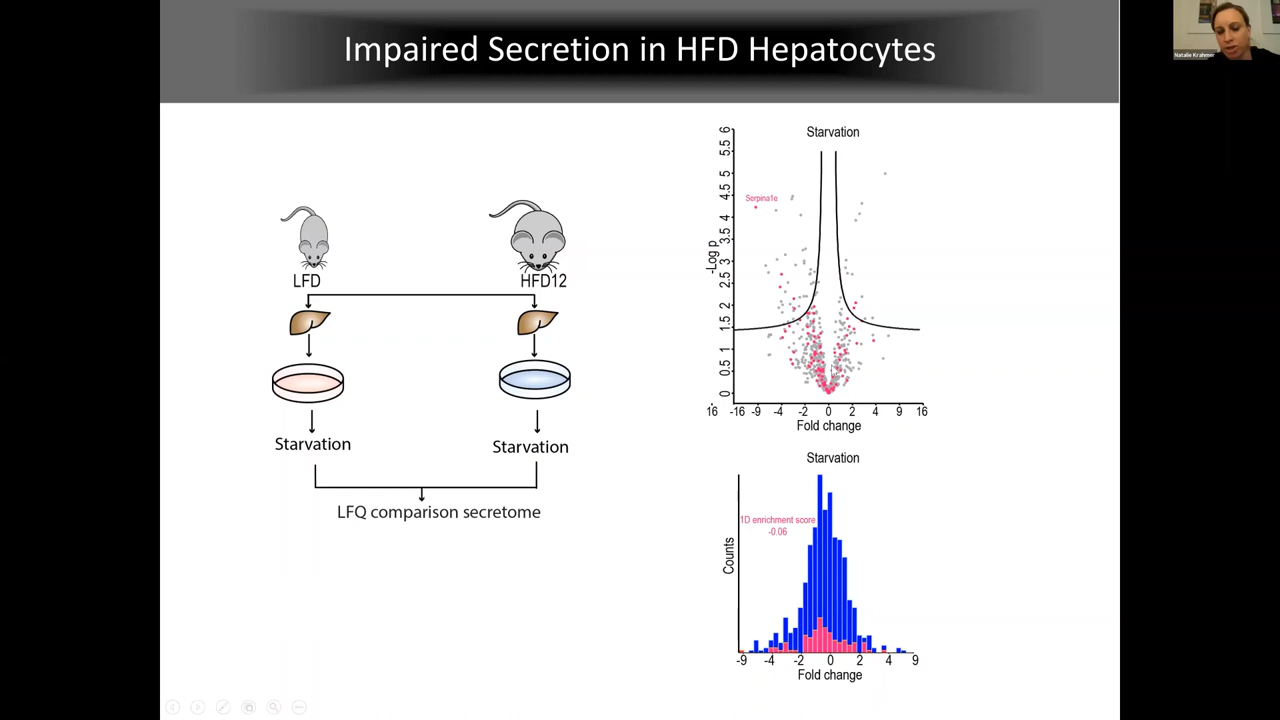 Impaired Secretion in HFD Hepatocytes
Natalie Krahmer
LFD
HFD12
Starvation
Starvation
LFQ comparison secretome
Starvation
6
5.5
5
4.5
4
3.5
3
2.5
2
1.5
1
0.5
0
-Log p
Serpina1e
16 -16 -9 -4 -2 0 2 4 9 16
Fold change
Starvation
1D enrichment score
-0.06
Counts
-9 -4 -2 0 2 4 9
Fold change